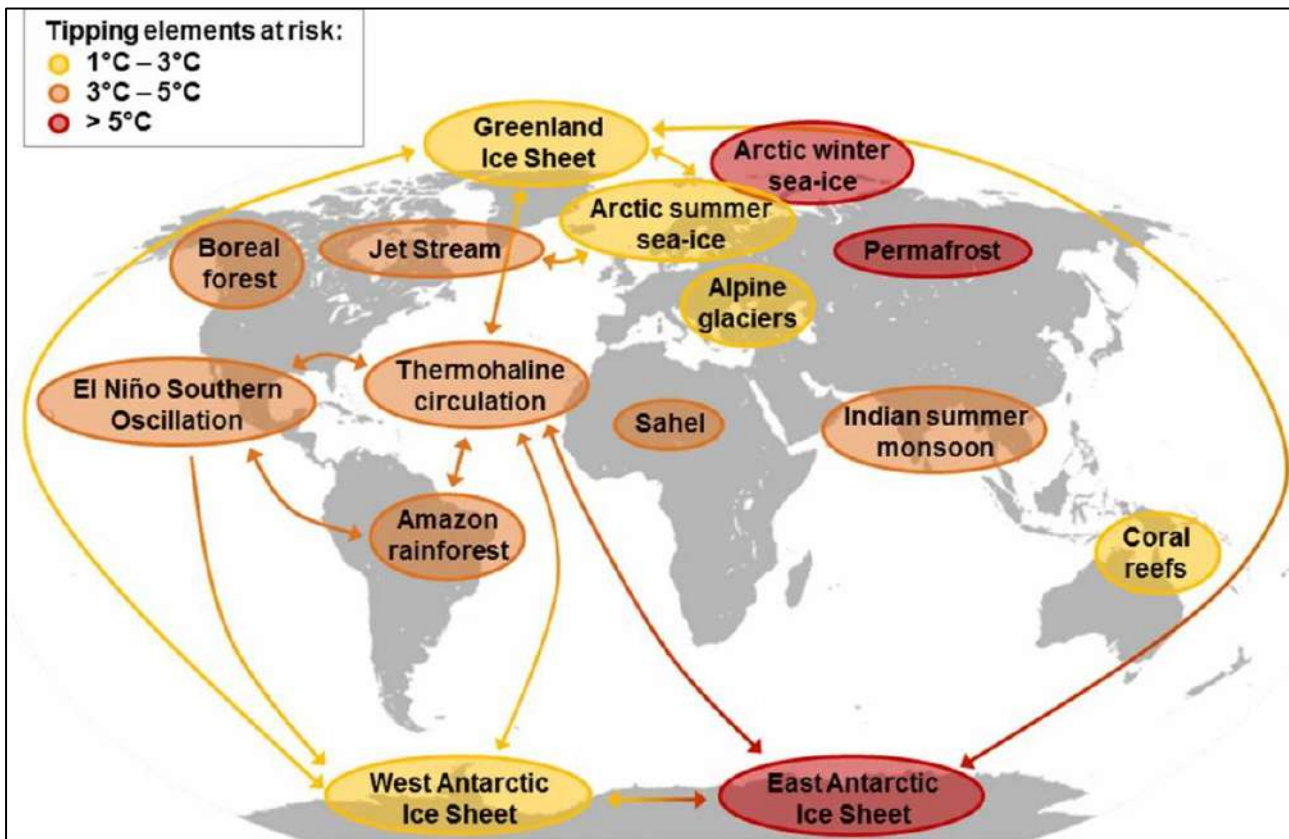 Tipping elements at risk:
1°C – 3°C
3°C – 5°C
> 5°C
Greenland
Ice Sheet
Arctic winter
sea-ice
Arctic summer
sea-ice
Boreal
forest
Jet Stream
Permafrost
Alpine
glaciers
El Niño Southern
Oscillation
Thermohaline
circulation
Sahel
Indian summer
monsoon
Amazon
rainforest
Coral
reefs
West Antarctic
Ice Sheet
East Antarctic
Ice Sheet